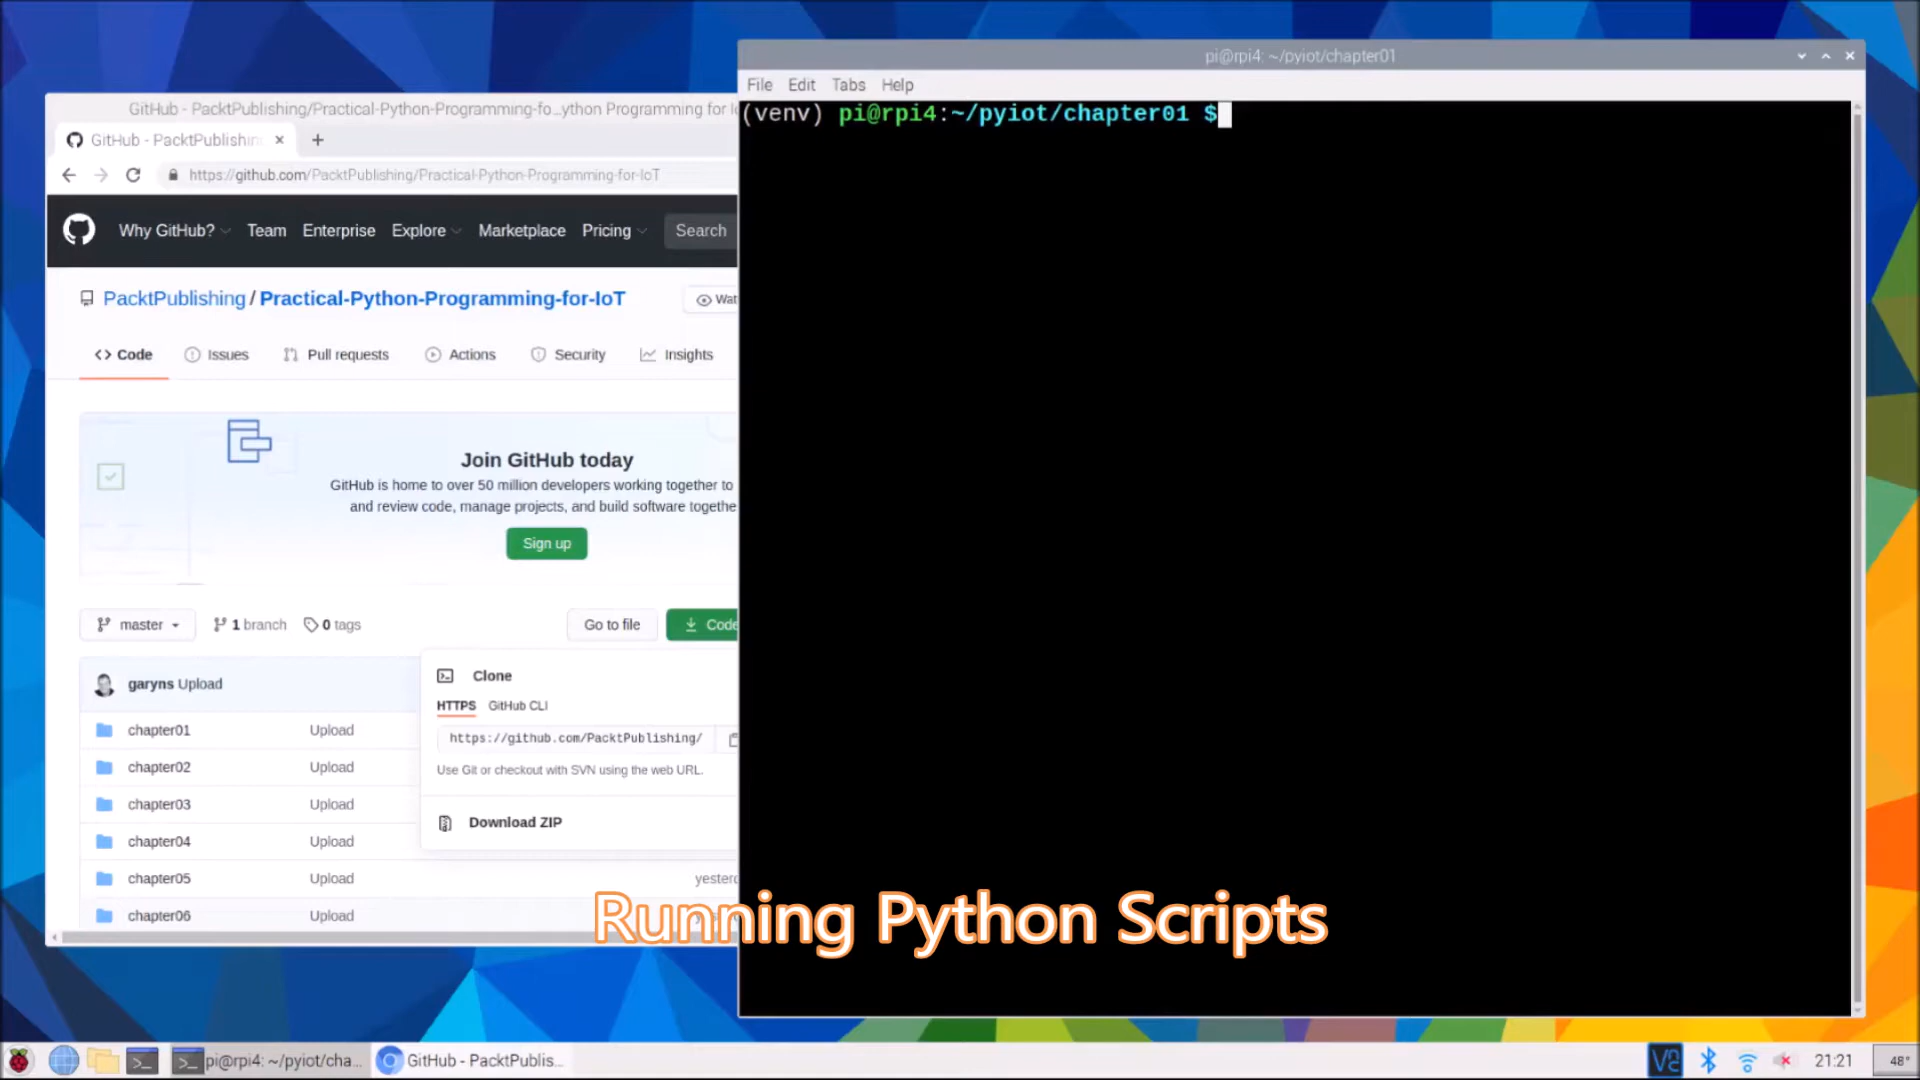 pi@rpi4: ~/pyiot/chapter01
File Edit Tabs Help
(venv) pi@rpi4:~/pyiot/chapter01 $
GitHub - PacktPublishing/Practical-Python-Programming-fo…ython Programming for I
GitHub - PacktPublishin
https://github.com/PacktPublishing/Practical-Python-Programming-for-IoT
Why GitHub? Team Enterprise Explore Marketplace Pricing Search
PacktPublishing / Practical-Python-Programming-for-IoT
Wat
Code Issues Pull requests Actions Security Insights
Join GitHub today
GitHub is home to over 50 million developers working together to
and review code, manage projects, and build software togethe
Sign up
master 1 branch 0 tags Go to file Code
garyns Upload
Clone
HTTPS GitHub CLI
https://github.com/PacktPublishing/
Use Git or checkout with SVN using the web URL.
Download ZIP
chapter01 Upload
chapter02 Upload
chapter03 Upload
chapter04 Upload
chapter05 Upload yesterd
chapter06 Upload
Running Python Scripts
pi@rpi4: ~/pyiot/cha… GitHub - PacktPublis… 21:21 48°